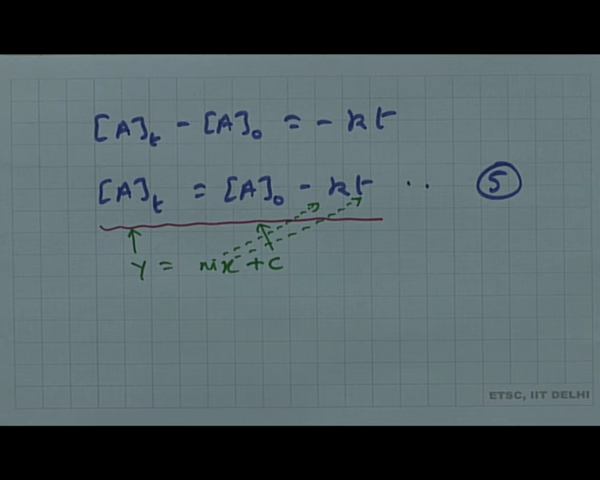 [A]ₜ - [A]₀ = - kt
[A]ₜ = [A]₀ - kt .. ⑤
y = mx + c
ETSC, IIT DELHI